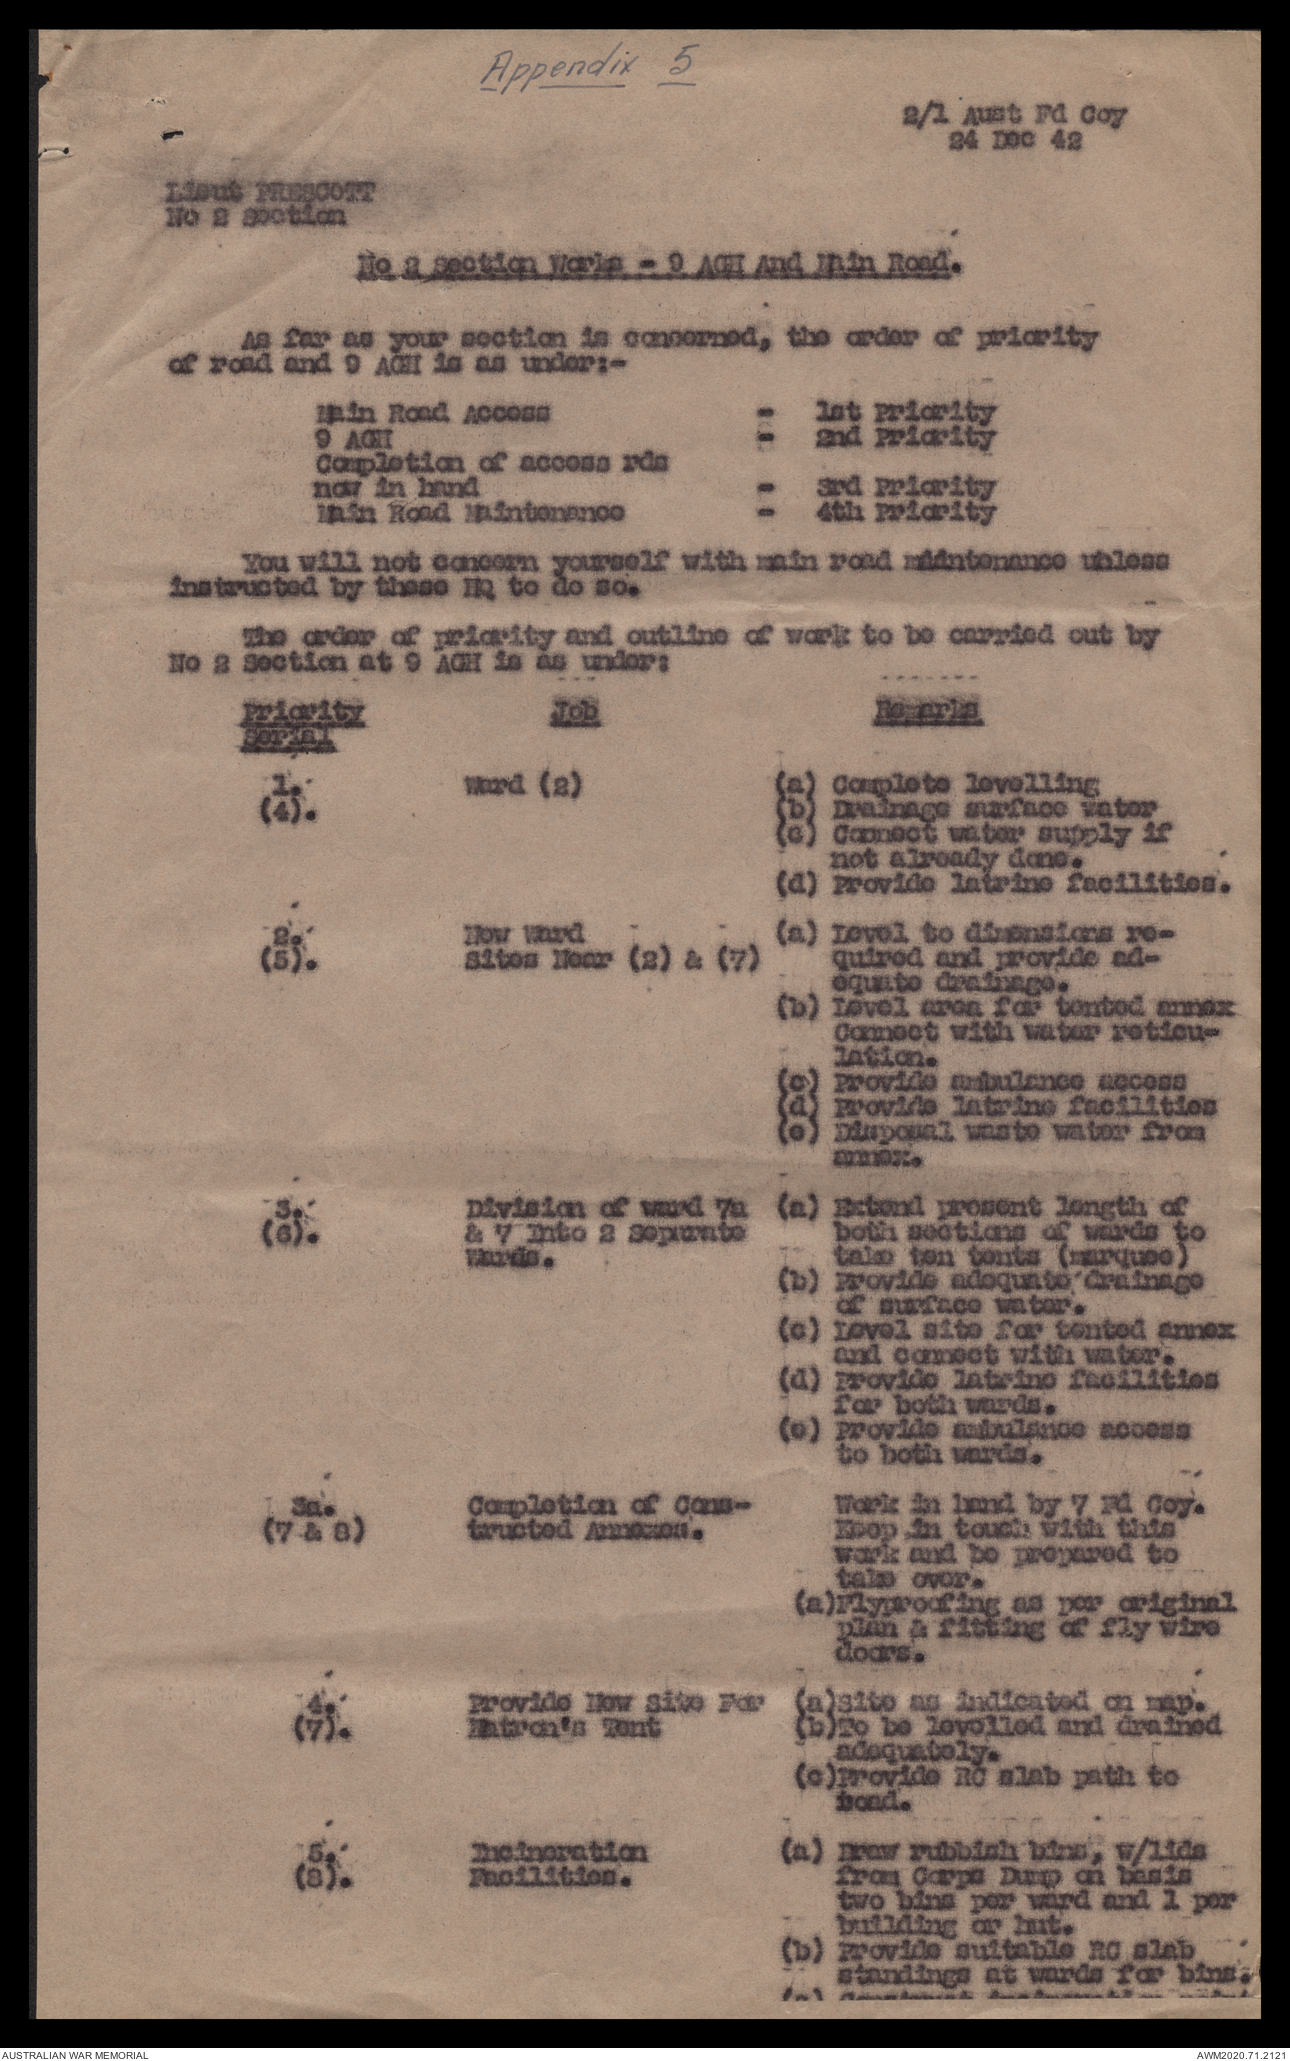 Appendix 5
2/1 Aust Fd Coy
24 Dec 42
Lieut PRESCOTT
No 2 Section
No 2 Section Works - 9 AGH And Main Road.
As far as your section is concerned, the order of priority
of road and 9 AGH is as under:-
Main Road Access - 1st Priority
9 AGH - 2nd Priority
Completion of access rds
now in hand - 3rd Priority
Main Road Maintenance - 4th Priority
You will not concern yourself with main road maintenance unless
instructed by these HQ to do so.
The order of priority and outline of work to be carried out by
No 2 Section at 9 AGH is as under:
Priority Job Remarks
Serial
1. Ward (2) (a) Complete levelling
(4). (b) Drainage surface water
(c) Connect water supply if
not already done.
(d) Provide latrine facilities.
2. New Ward (a) Level to dimensions re-
(5). Sites Near (2) & (7) quired and provide ad-
equate drainage.
(b) Level area for tented annex
Connect with water reticu-
lation.
(c) Provide ambulance access
(d) Provide latrine facilities
(e) Disposal waste water from
annex.
3. Division of ward 7a (a) Extend present length of
(6). & 7 Into 2 Separate both sections of wards to
Wards. take ten tents (marquee)
(b) Provide adequate drainage
of surface water.
(c) Level site for tented annex
and connect with water.
(d) Provide latrine facilities
for both wards.
(e) Provide ambulance access
to both wards.
3a. Completion of Cons- Work in hand by 7 Fd Coy.
(7 & 8) tructed Annexes. Keep in touch with this
work and be prepared to
take over.
(a)Flyproofing as per original
plan & fitting of fly wire
doors.
4. Provide New Site For (a)Site as indicated on map.
(7). Matron's Tent (b)To be levelled and drained
adequately.
(c)Provide RC slab path to
road.
5. Incineration (a) Draw rubbish bins, w/lids
(8). Facilities. from Corps Dump on basis
two bins per ward and 1 per
building or hut.
(b) Provide suitable RC slab
standings at wards for bins.
(c) Construct
AUSTRALIAN WAR MEMORIAL
AWM2020.71.2121